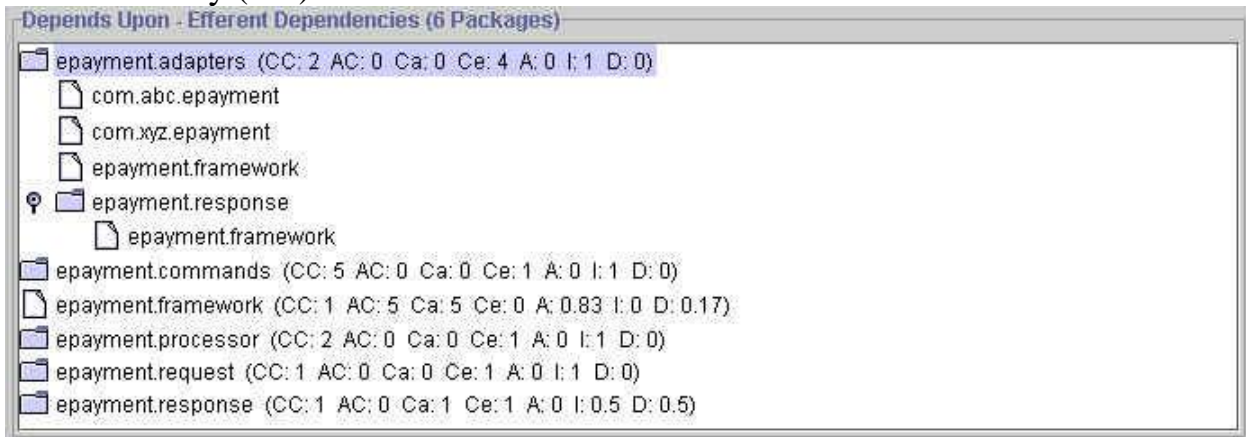 Depends Upon - Efferent Dependencies (6 Packages)
epayment.adapters (CC: 2 AC: 0 Ca: 0 Ce: 4 A: 0 I: 1 D: 0)
com.abc.epayment
com.xyz.epayment
epayment.framework
epayment.response
epayment.framework
epayment.commands (CC: 5 AC: 0 Ca: 0 Ce: 1 A: 0 I: 1 D: 0)
epayment.framework (CC: 1 AC: 5 Ca: 5 Ce: 0 A: 0.83 I: 0 D: 0.17)
epayment.processor (CC: 2 AC: 0 Ca: 0 Ce: 1 A: 0 I: 1 D: 0)
epayment.request (CC: 1 AC: 0 Ca: 0 Ce: 1 A: 0 I: 1 D: 0)
epayment.response (CC: 1 AC: 0 Ca: 1 Ce: 1 A: 0 I: 0.5 D: 0.5)